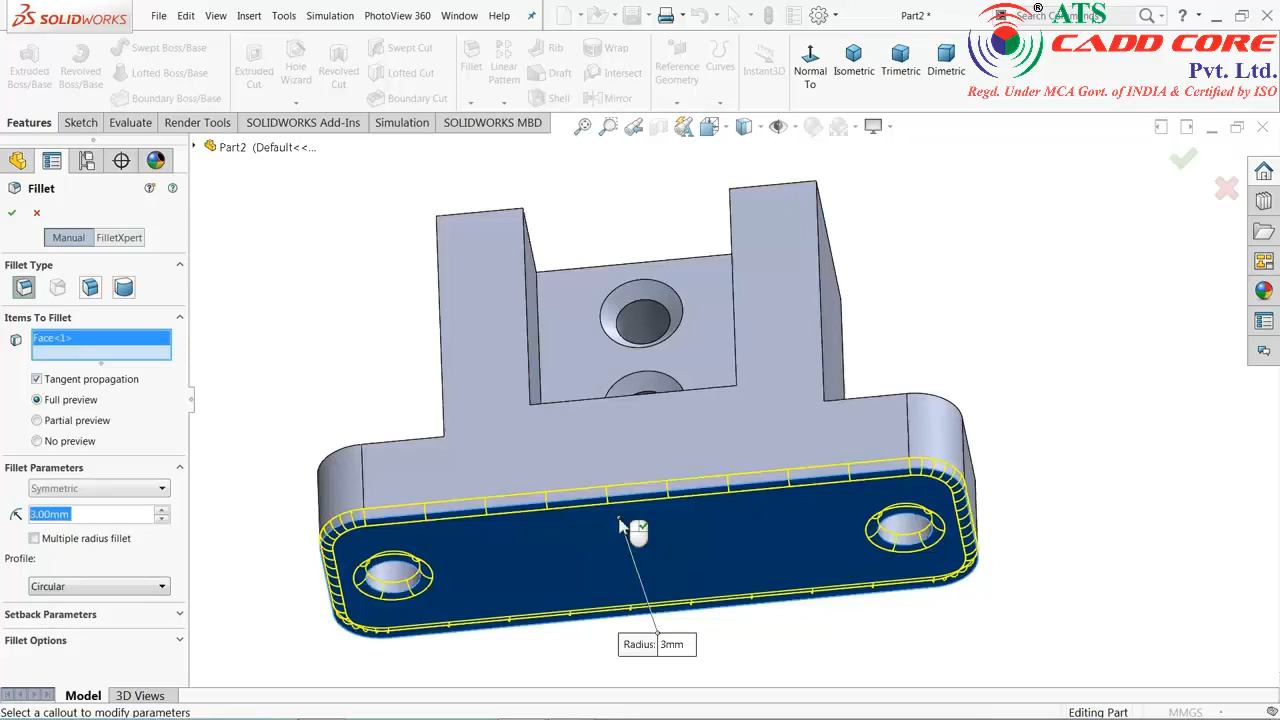 SOLIDWORKS
File Edit View Insert Tools Simulation PhotoView 360 Window Help
Part2 *
Search Commands
?
® ATS
CADD CORE
Pvt. Ltd.
Regd. Under MCA Govt. of INDIA & Certified by ISO
Extruded Boss/Base
Revolved Boss/Base
Swept Boss/Base
Lofted Boss/Base
Boundary Boss/Base
Extruded Cut
Hole Wizard
Revolved Cut
Swept Cut
Lofted Cut
Boundary Cut
Fillet
Linear Pattern
Rib
Draft
Shell
Wrap
Intersect
Mirror
Reference Geometry
Curves
Instant3D
Normal To
Isometric
Trimetric
Dimetric
Features Sketch Evaluate Render Tools SOLIDWORKS Add-Ins Simulation SOLIDWORKS MBD
Part2 (Default<<...
Fillet
Manual FilletXpert
Fillet Type
Items To Fillet
Face<1>
Tangent propagation
Full preview
Partial preview
No preview
Fillet Parameters
Symmetric
3.00mm
Multiple radius fillet
Profile:
Circular
Setback Parameters
Fillet Options
Radius: 3mm
Model 3D Views
Select a callout to modify parameters
Editing Part
MMGS